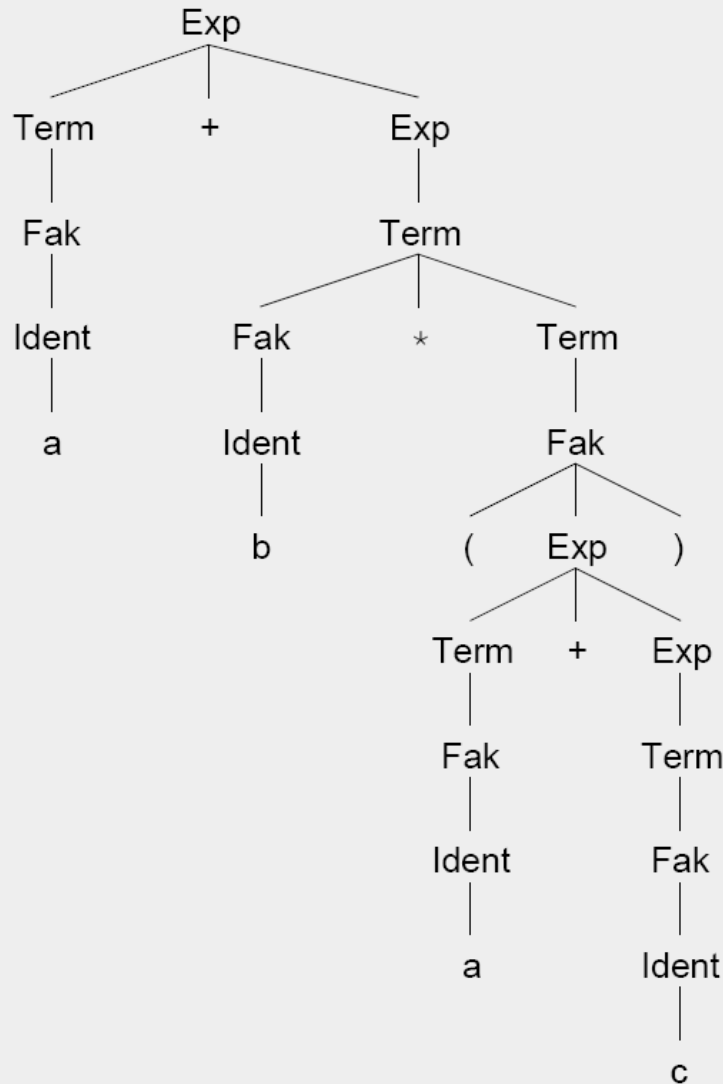 Exp
Term + Exp
Fak Term
Ident Fak * Term
a Ident Fak
b ( Exp )
Term + Exp
Fak Term
Ident Fak
a Ident
c